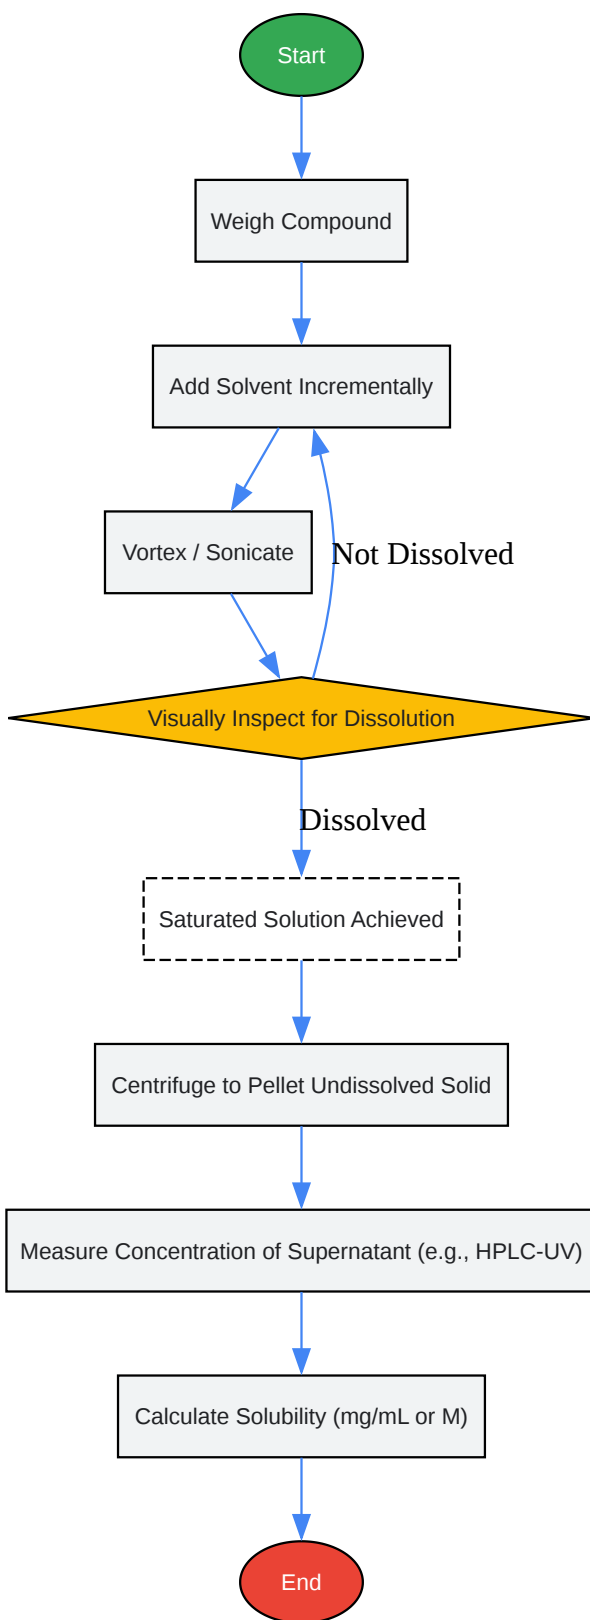 Start
Weigh Compound
Add Solvent Incrementally
Vortex / Sonicate
Not Dissolved
Visually Inspect for Dissolution
Dissolved
Saturated Solution Achieved
Centrifuge to Pellet Undissolved Solid
Measure Concentration of Supernatant (e.g., HPLC-UV)
Calculate Solubility (mg/mL or M)
End